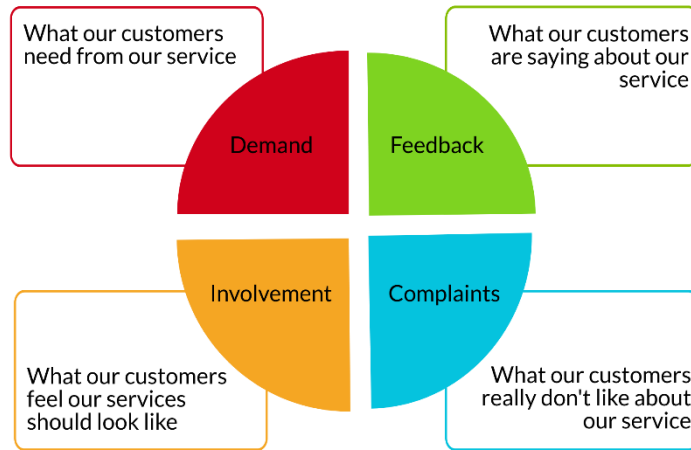 What our customers
need from our service
What our customers
are saying about our
service
Demand
Feedback
Involvement
Complaints
What our customers
feel our services
should look like
What our customers
really don't like about
our service